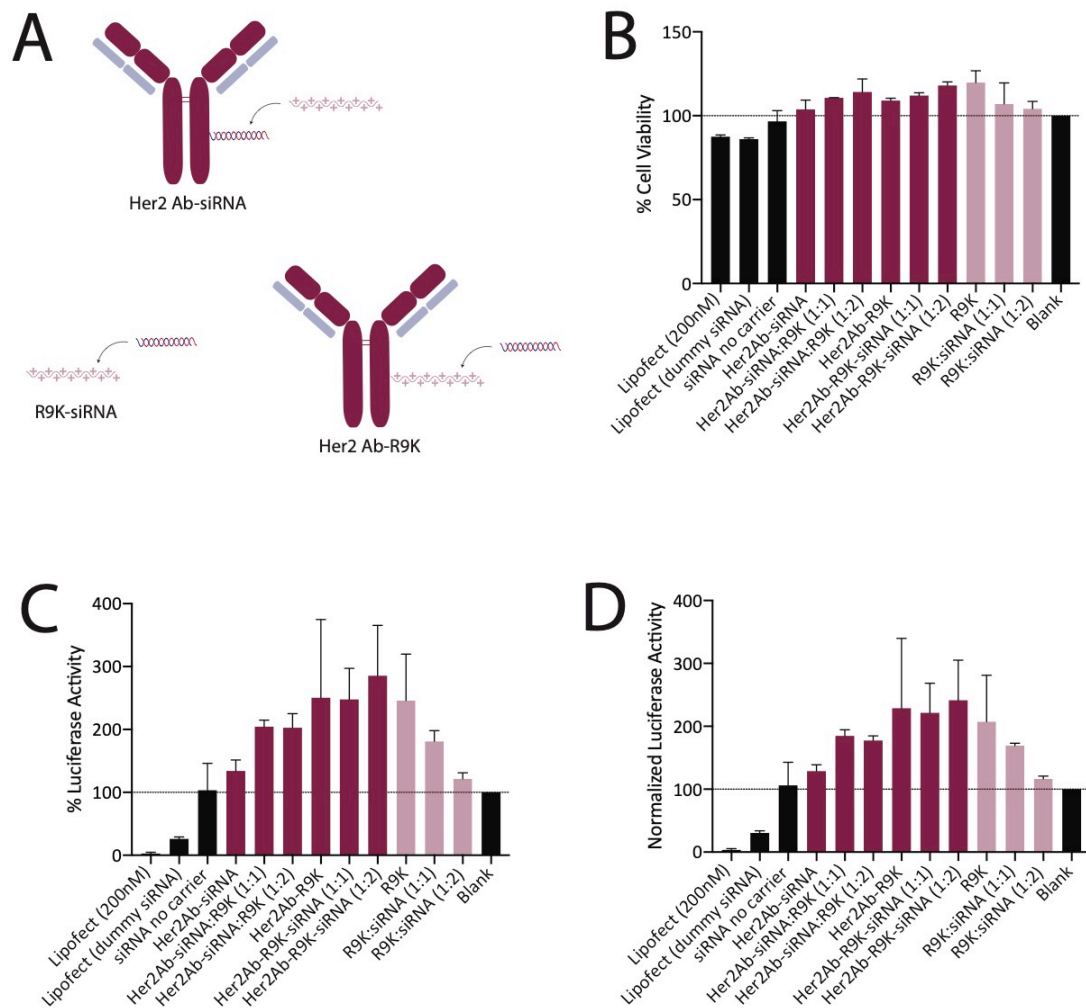 A
Her2 Ab-siRNA
R9K-siRNA
Her2 Ab-R9K
B
% Cell Viability
150
100
50
0
Lipofect (200nM)
Lipofect (dummy siRNA)
siRNA no carrier
Her2Ab-siRNA
Her2Ab-siRNA:R9K (1:1)
Her2Ab-siRNA:R9K (1:2)
Her2Ab-R9K
Her2Ab-R9K-siRNA (1:1)
Her2Ab-R9K-siRNA (1:2)
R9K
R9K:siRNA (1:1)
R9K:siRNA (1:2)
Blank
C
% Luciferase Activity
400
300
200
100
0
Lipofect (200nM)
Lipofect (dummy siRNA)
siRNA no carrier
Her2Ab-siRNA
Her2Ab-siRNA:R9K (1:1)
Her2Ab-siRNA:R9K (1:2)
Her2Ab-R9K
Her2Ab-R9K-siRNA (1:1)
Her2Ab-R9K-siRNA (1:2)
R9K
R9K:siRNA (1:1)
R9K:siRNA (1:2)
Blank
D
Normalized Luciferase Activity
400
300
200
100
0
Lipofect (200nM)
Lipofect (dummy siRNA)
siRNA no carrier
Her2Ab-siRNA
Her2Ab-siRNA:R9K (1:1)
Her2Ab-siRNA:R9K (1:2)
Her2Ab-R9K
Her2Ab-R9K-siRNA (1:1)
Her2Ab-R9K-siRNA (1:2)
R9K
R9K:siRNA (1:1)
R9K:siRNA (1:2)
Blank